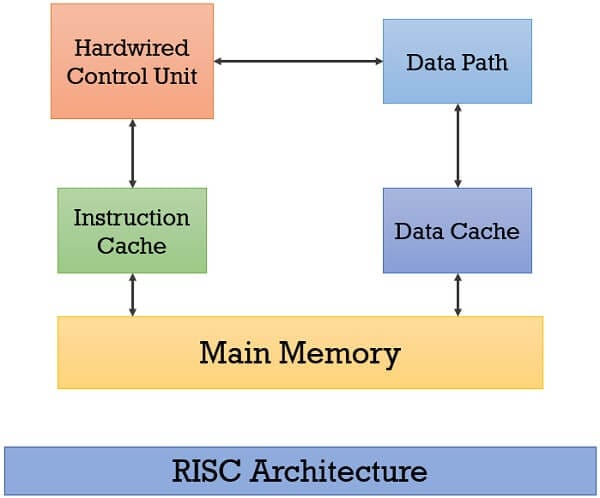 Hardwired
Control Unit
Data Path
Instruction
Cache
Data Cache
Main Memory
RISC Architecture